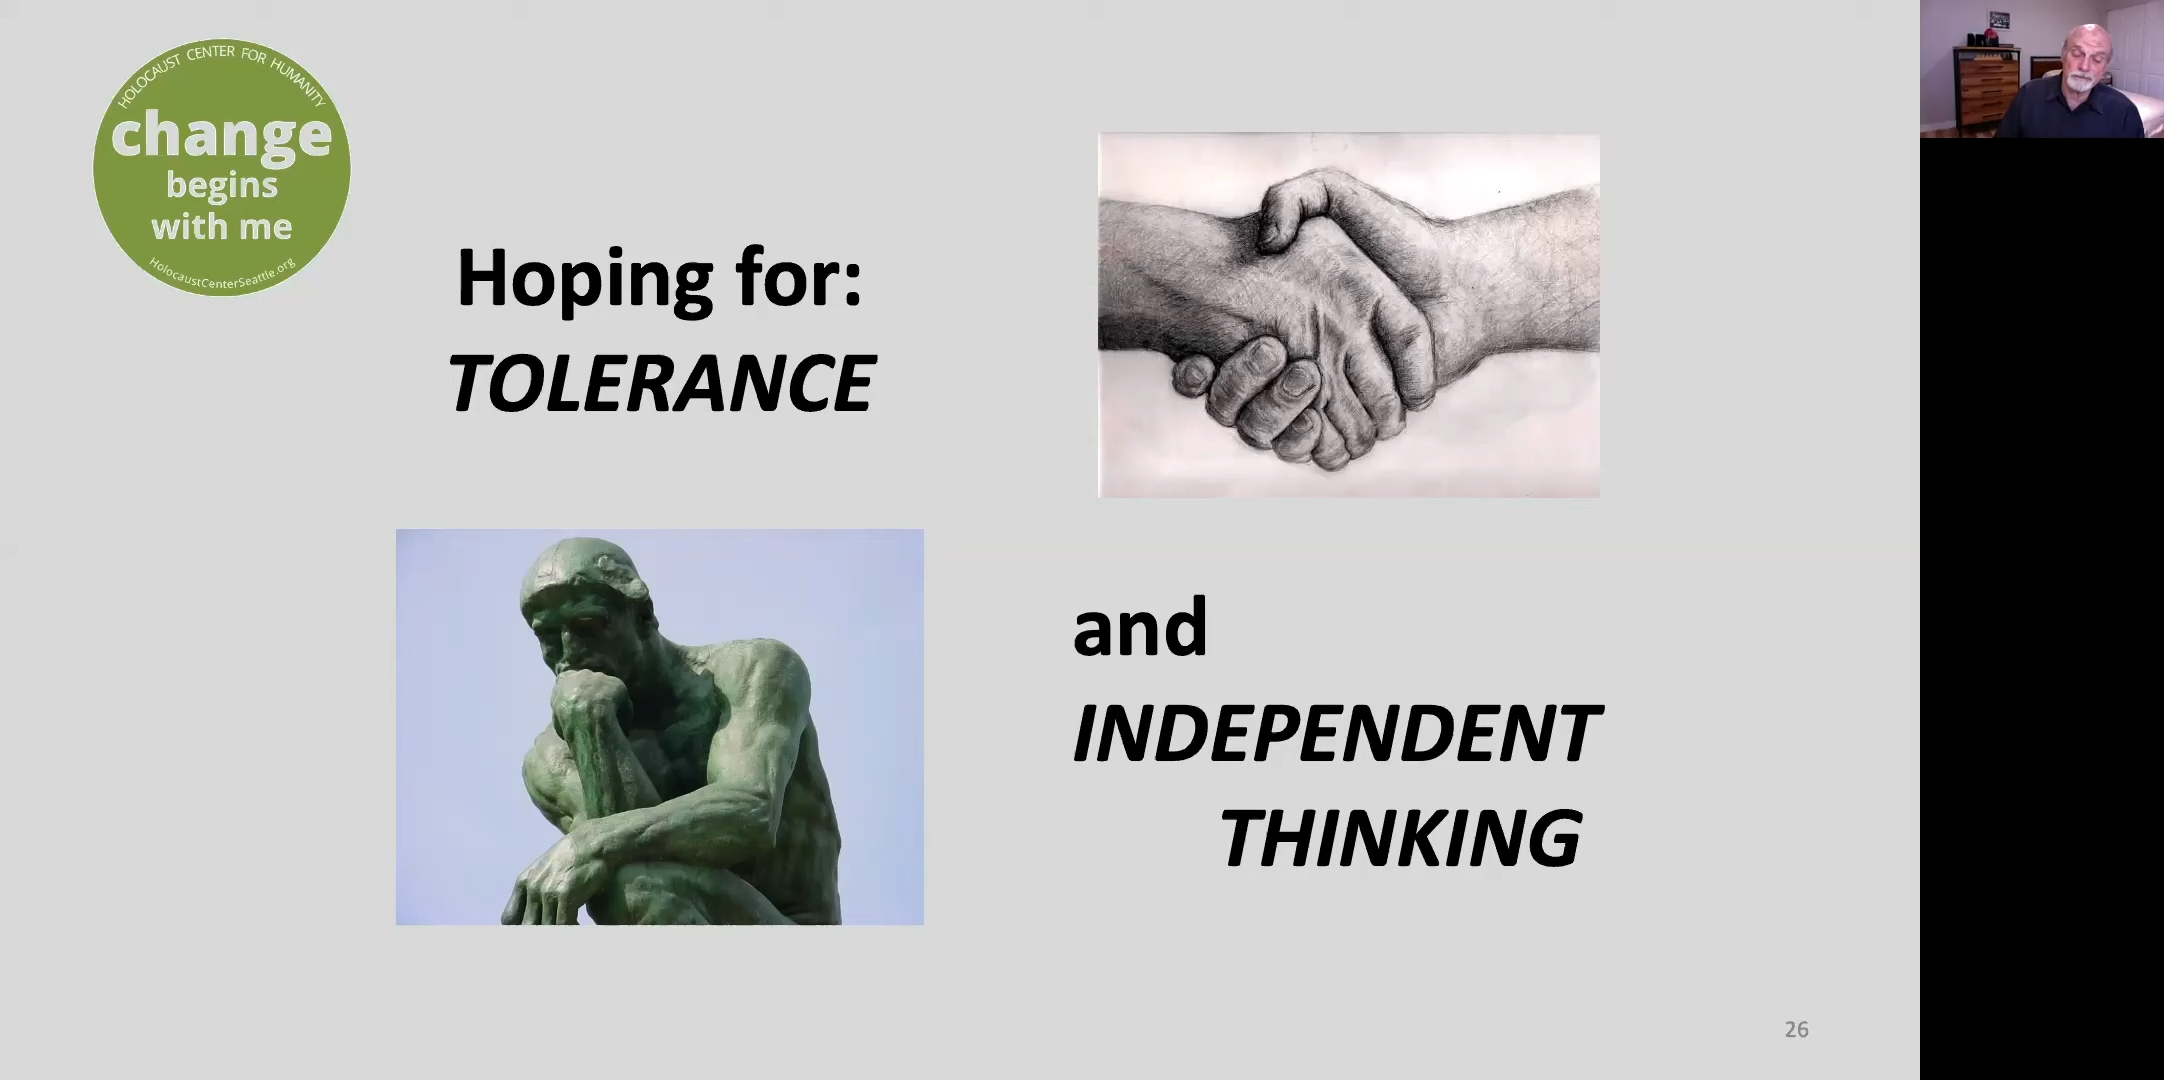 HOLOCAUST CENTER FOR HUMANITY
change
begins
with me
HolocaustCenterSeattle.org
Hoping for:
TOLERANCE
and
INDEPENDENT
THINKING
26